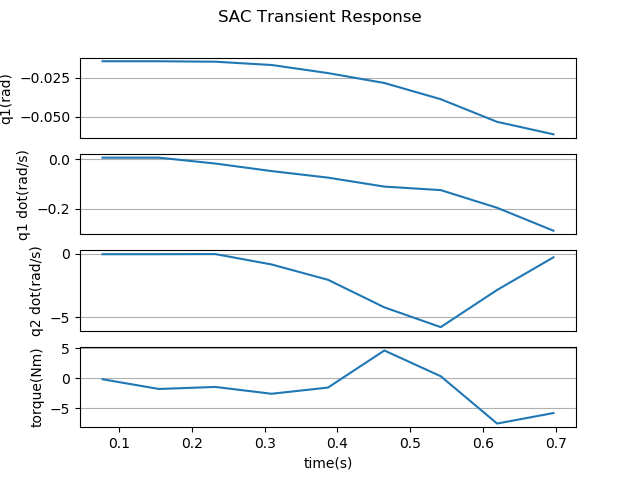 SAC Transient Response
q1(rad)
−0.025
−0.050
q1 dot(rad/s)
0.0
−0.2
q2 dot(rad/s)
0
−5
torque(Nm)
5
0
−5
0.1 0.2 0.3 0.4 0.5 0.6 0.7
time(s)